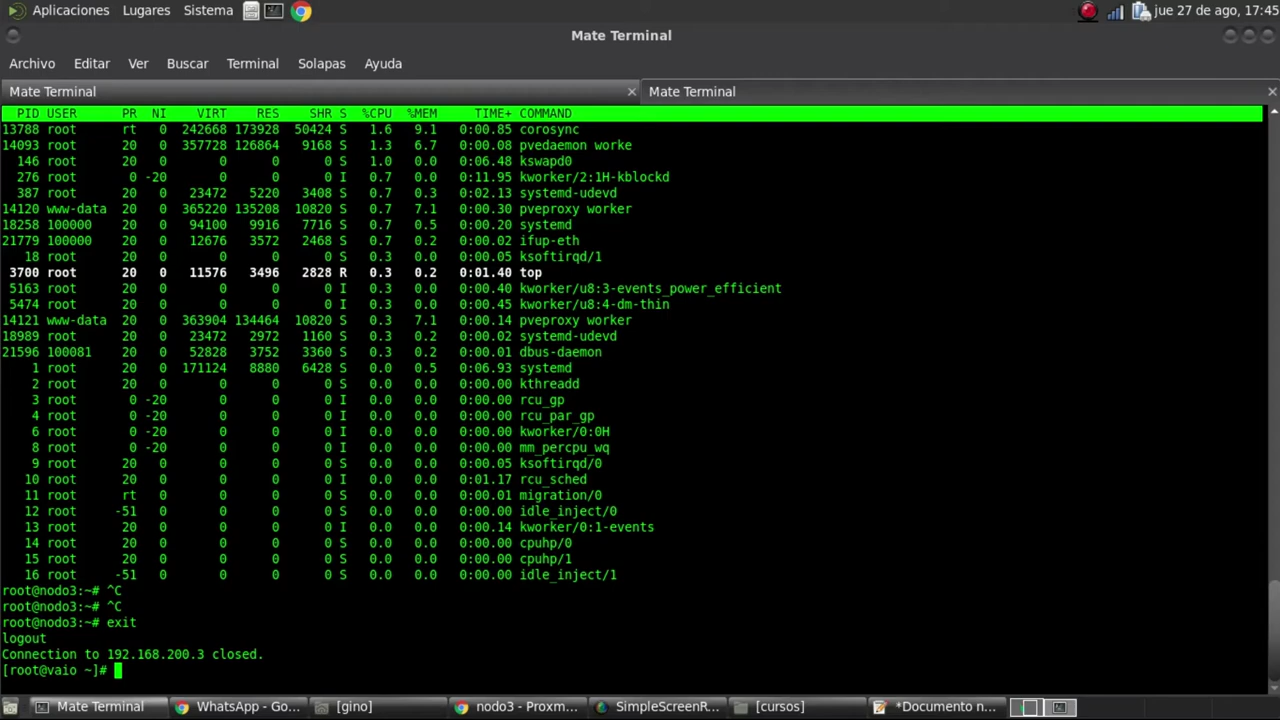 Aplicaciones Lugares Sistema jue 27 de ago, 17:45
Mate Terminal
Archivo Editar Ver Buscar Terminal Solapas Ayuda
Mate Terminal Mate Terminal
PID USER PR NI VIRT RES SHR S %CPU %MEM TIME+ COMMAND
13788 root rt 0 242668 173928 50424 S 1.6 9.1 0:00.85 corosync
14093 root 20 0 357728 126864 9168 S 1.3 6.7 0:00.08 pvedaemon worke
146 root 20 0 0 0 0 S 1.0 0.0 0:06.48 kswapd0
276 root 0 -20 0 0 0 I 0.7 0.0 0:11.95 kworker/2:1H-kblockd
387 root 20 0 23472 5220 3408 S 0.7 0.3 0:02.13 systemd-udevd
14120 www-data 20 0 365220 135208 10820 S 0.7 7.1 0:00.30 pveproxy worker
18258 100000 20 0 94100 9916 7716 S 0.7 0.5 0:00.20 systemd
21779 100000 20 0 12676 3572 2468 S 0.7 0.2 0:00.02 ifup-eth
18 root 20 0 0 0 0 S 0.3 0.0 0:00.05 ksoftirqd/1
3700 root 20 0 11576 3496 2828 R 0.3 0.2 0:01.40 top
5163 root 20 0 0 0 0 I 0.3 0.0 0:00.40 kworker/u8:3-events_power_efficient
5474 root 20 0 0 0 0 I 0.3 0.0 0:00.45 kworker/u8:4-dm-thin
14121 www-data 20 0 363904 134464 10820 S 0.3 7.1 0:00.14 pveproxy worker
18989 root 20 0 23472 2972 1160 S 0.3 0.2 0:00.02 systemd-udevd
21596 100081 20 0 52828 3752 3360 S 0.3 0.2 0:00.01 dbus-daemon
1 root 20 0 171124 8880 6428 S 0.0 0.5 0:06.93 systemd
2 root 20 0 0 0 0 S 0.0 0.0 0:00.00 kthreadd
3 root 0 -20 0 0 0 I 0.0 0.0 0:00.00 rcu_gp
4 root 0 -20 0 0 0 I 0.0 0.0 0:00.00 rcu_par_gp
6 root 0 -20 0 0 0 I 0.0 0.0 0:00.00 kworker/0:0H
8 root 0 -20 0 0 0 I 0.0 0.0 0:00.00 mm_percpu_wq
9 root 20 0 0 0 0 S 0.0 0.0 0:00.05 ksoftirqd/0
10 root 20 0 0 0 0 I 0.0 0.0 0:01.17 rcu_sched
11 root rt 0 0 0 0 S 0.0 0.0 0:00.01 migration/0
12 root -51 0 0 0 0 S 0.0 0.0 0:00.00 idle_inject/0
13 root 20 0 0 0 0 I 0.0 0.0 0:00.14 kworker/0:1-events
14 root 20 0 0 0 0 S 0.0 0.0 0:00.00 cpuhp/0
15 root 20 0 0 0 0 S 0.0 0.0 0:00.00 cpuhp/1
16 root -51 0 0 0 0 S 0.0 0.0 0:00.00 idle_inject/1
root@nodo3:~# ^C
root@nodo3:~# ^C
root@nodo3:~# exit
logout
Connection to 192.168.200.3 closed.
[root@vaio ~]#
Mate Terminal WhatsApp - Go... [gino] nodo3 - Proxm... SimpleScreenR... [cursos] *Documento n...